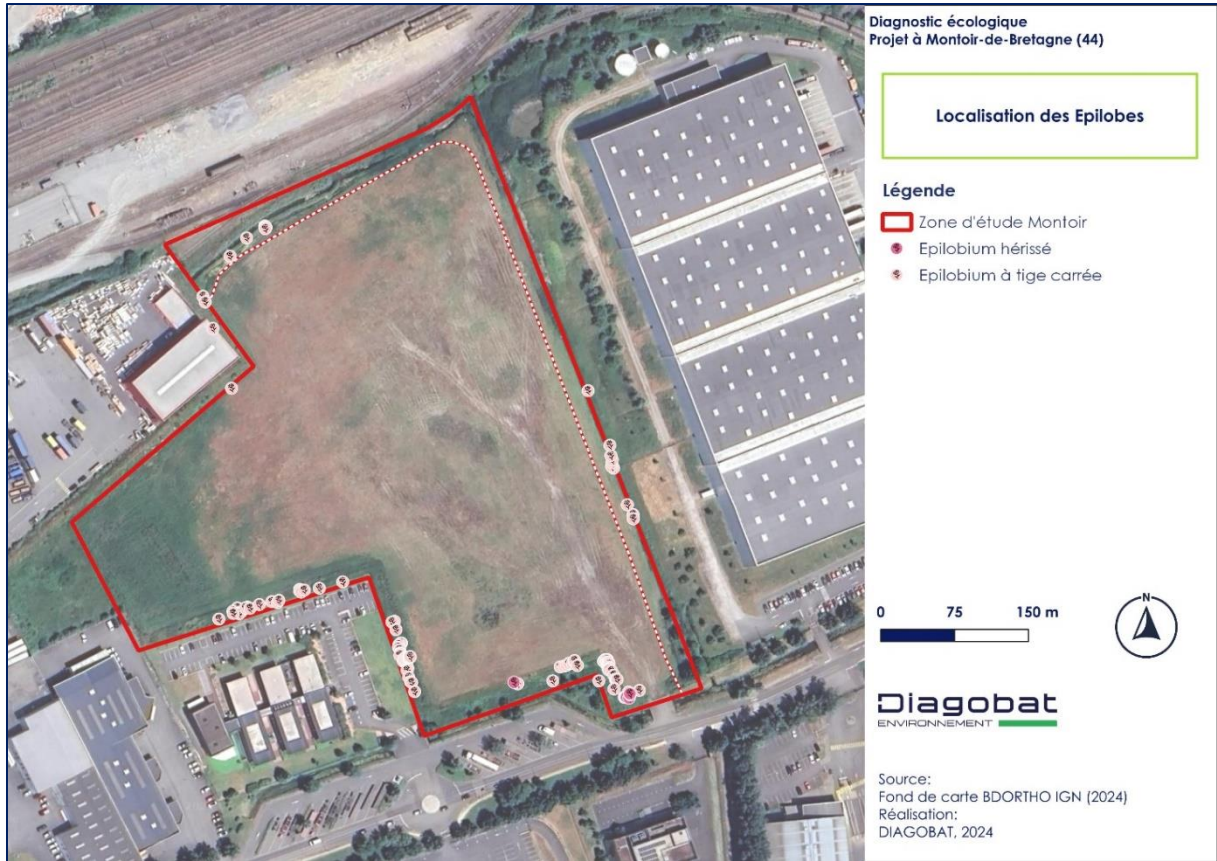 Diagnostic écologique
Projet à Montoir-de-Bretagne (44)
Localisation des Epilobes
Légende
Zone d'étude Montoir
Epilobium hérissé
Epilobium à tige carrée
0 75 150 m
N
Diagobat
ENVIRONNEMENT
Source:
Fond de carte BDORTHO IGN (2024)
Réalisation:
DIAGOBAT, 2024